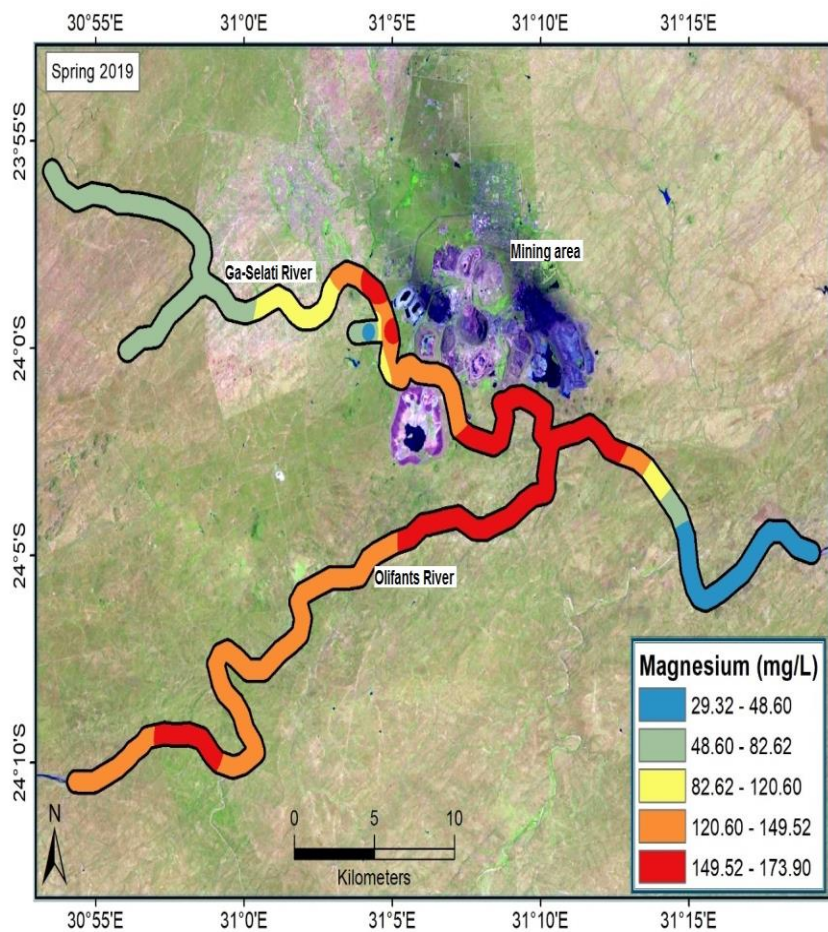 30°55'E 31°0'E 31°5'E 31°10'E 31°15'E
Spring 2019
23°55'S
Mining area
Ga-Selati River
24°0'S
24°5'S
Olifants River
Magnesium (mg/L)
29.32 - 48.60
48.60 - 82.62
82.62 - 120.60
120.60 - 149.52
149.52 - 173.90
24°10'S
N
0 5 10
Kilometers
30°55'E 31°0'E 31°5'E 31°10'E 31°15'E